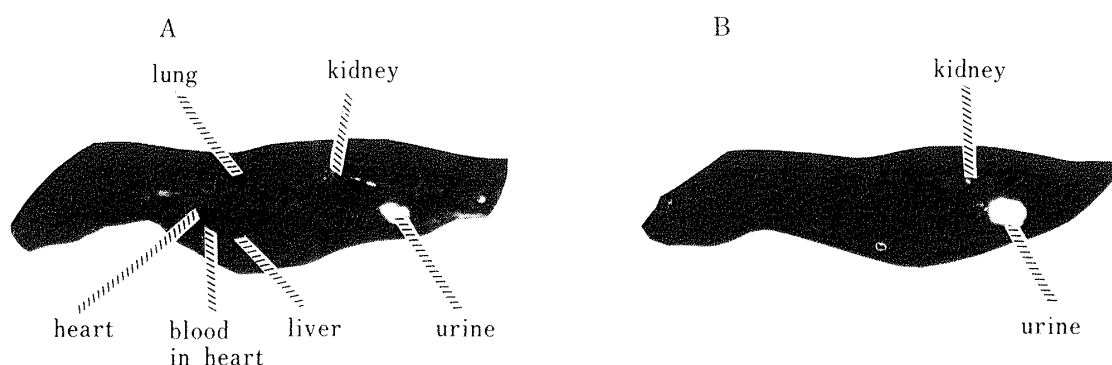 A
lung
kidney
heart
blood
in heart
liver
urine
B
kidney
urine